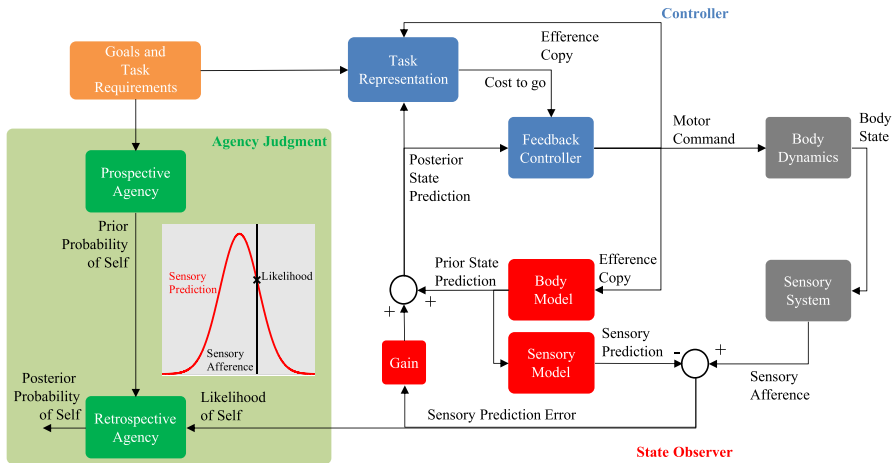 Controller
Goals and
Task
Requirements
Task
Representation
Efference
Copy
Cost to go
Agency Judgment
Prospective
Agency
Posterior
State
Prediction
Feedback
Controller
Motor
Command
Body
Dynamics
Body
State
Prior
Probability
of Self
Sensory
Prediction
Likelihood
Sensory
Afference
Prior State
Prediction
Body
Model
Efference
Copy
Sensory
System
+
+
Gain
Sensory
Model
Sensory
Prediction
-
+
Sensory
Afference
Posterior
Probability
of Self
Retrospective
Agency
Likelihood
of Self
Sensory Prediction Error
State Observer